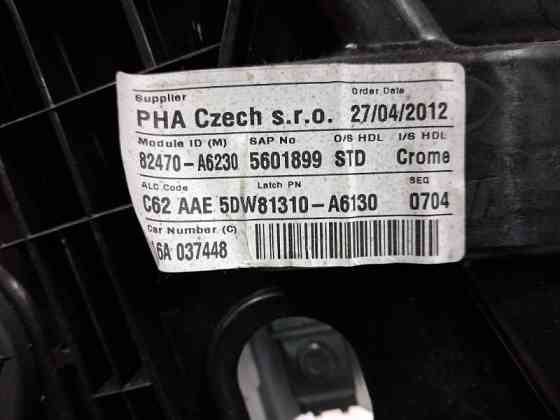 Supplier Order Date
PHA Czech s.r.o. 27/04/2012
Module ID (M) SAP No O/S HDL I/S HDL
82470-A6230 5601899 STD Crome
ALC Code Latch PN SEQ
C62 AAE 5DW81310-A6130 0704
Car Number (C)
6A 037448